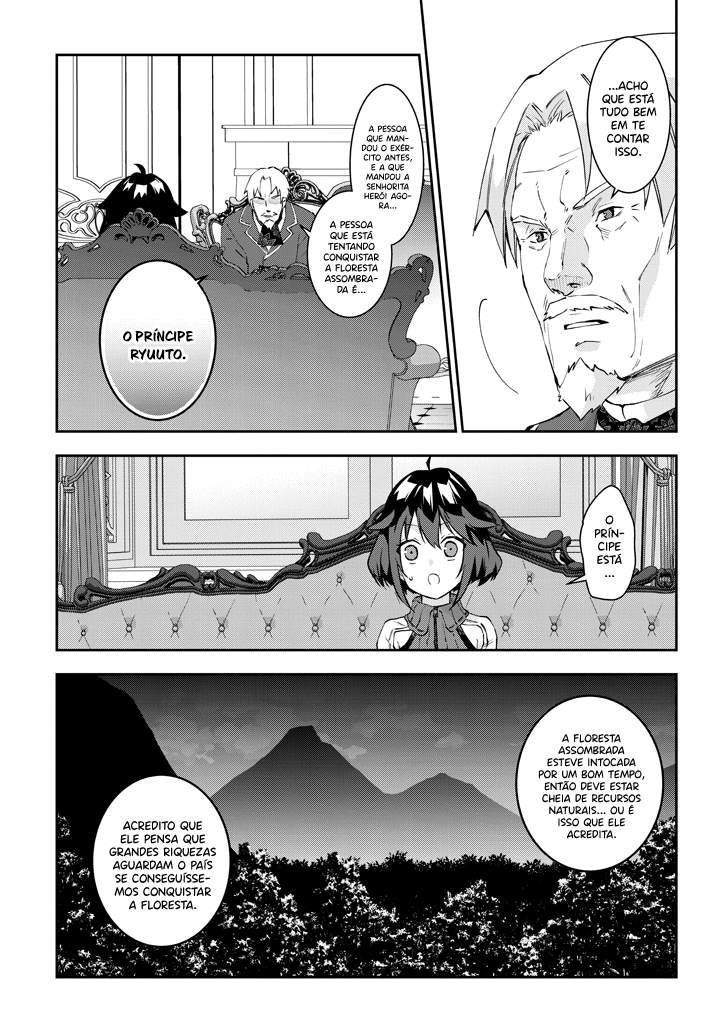 ...ACHO
QUE ESTÁ
TUDO BEM
EM TE
CONTAR
ISSO.
A PESSOA
QUE MAN-
DOU O EXÉR-
CITO ANTES,
E A QUE
MANDOU A
SENHORITA
HERÓI AGO-
RA...
A PESSOA
QUE ESTÁ
TENTANDO
CONQUISTAR
A FLORESTA
ASSOMBRA-
DA É...
O PRÍNCIPE
RYUUTO.
O
PRÍN-
CIPE
ESTÁ
...
A FLORESTA
ASSOMBRADA
ESTEVE INTOCADA
POR UM BOM TEMPO,
ENTÃO DEVE ESTAR
CHEIA DE RECURSOS
NATURAIS... OU É
ISSO QUE ELE
ACREDITA.
ACREDITO QUE
ELE PENSA QUE
GRANDES RIQUEZAS
AGUARDAM O PAÍS
SE CONSEGUÍSSE-
MOS CONQUISTAR
A FLORESTA.